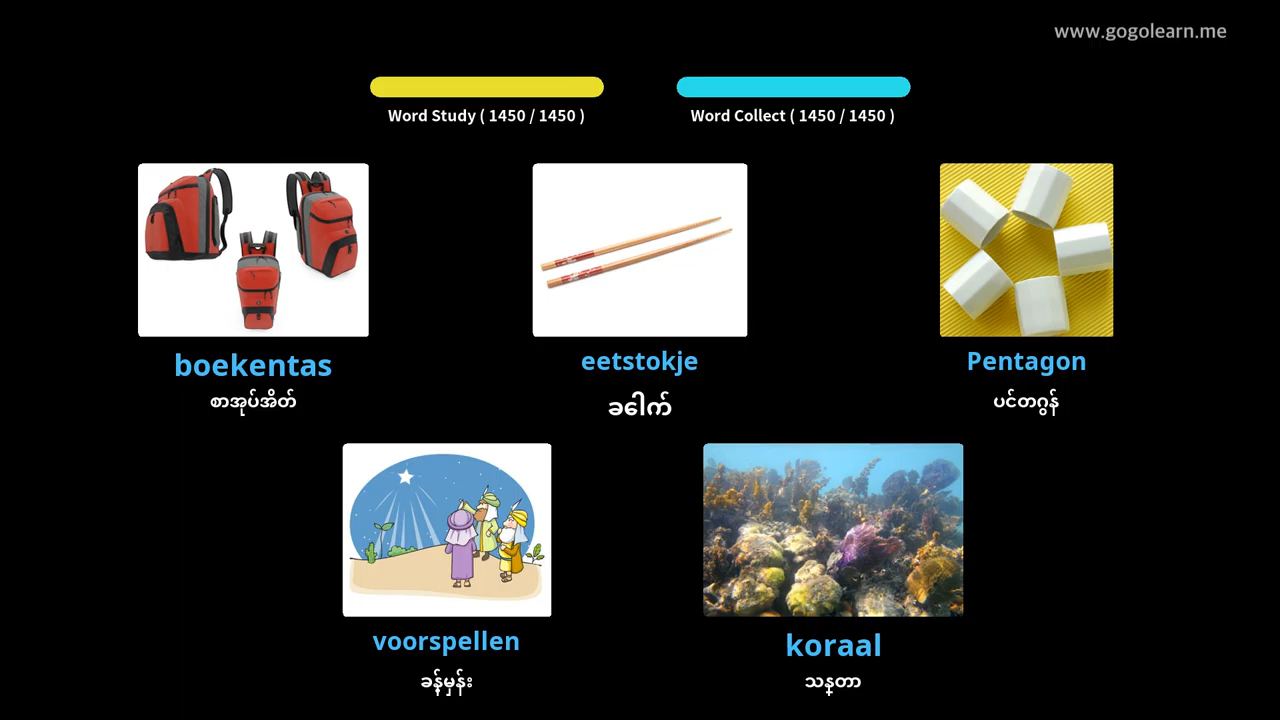 www.gogolearn.me
Word Study ( 1450 / 1450 )
Word Collect ( 1450 / 1450 )
boekentas
စာအုပ်အိတ်
eetstokje
ခ​ေါက်
Pentagon
ပင်တဂွန်
voorspellen
ခန့်မှန်း
koraal
သန္တာ